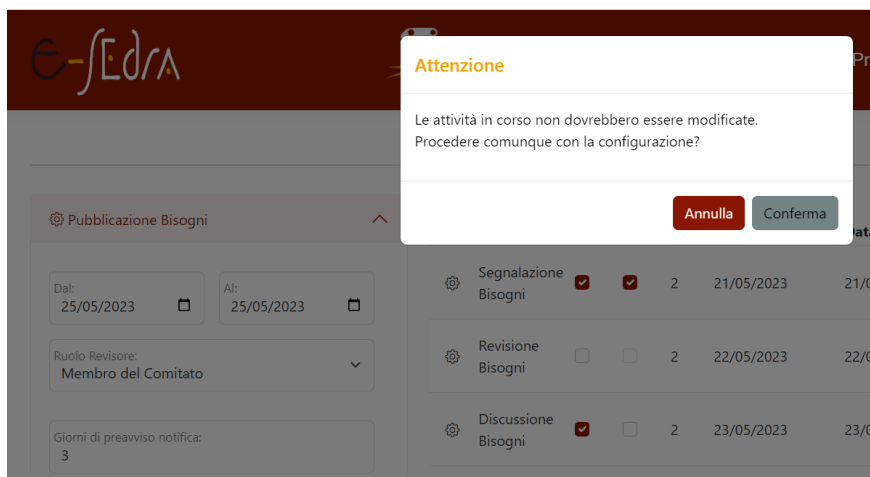 e-SEdrA
Attenzione
Le attività in corso non dovrebbero essere modificate.
Procedere comunque con la configurazione?
Annulla
Conferma
Pubblicazione Bisogni
Dal:
25/05/2023
Al:
25/05/2023
Ruolo Revisore:
Membro del Comitato
Giorni di preavviso notifica:
3
Segnalazione
Bisogni
2
21/05/2023
Revisione
Bisogni
2
22/05/2023
Discussione
Bisogni
2
23/05/2023